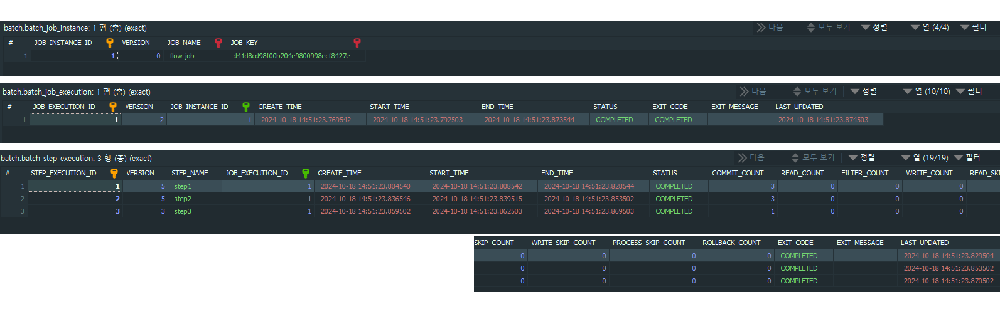 batch.batch_job_instance: 1 행 (총) (exact) 다음 모두 보기 정렬 열 (4/4) 필터
# JOB_INSTANCE_ID VERSION JOB_NAME JOB_KEY
1 1 0 flow-job d41d8cd98f00b204e9800998ecf8427e
batch.batch_job_execution: 1 행 (총) (exact) 다음 모두 보기 정렬 열 (10/10) 필터
# JOB_EXECUTION_ID VERSION JOB_INSTANCE_ID CREATE_TIME START_TIME END_TIME STATUS EXIT_CODE EXIT_MESSAGE LAST_UPDATED
1 1 2 1 2024-10-18 14:51:23.769542 2024-10-18 14:51:23.792503 2024-10-18 14:51:23.873544 COMPLETED COMPLETED 2024-10-18 14:51:23.874503
batch.batch_step_execution: 3 행 (총) (exact) 다음 모두 보기 정렬 열 (19/19) 필터
# STEP_EXECUTION_ID VERSION STEP_NAME JOB_EXECUTION_ID CREATE_TIME START_TIME END_TIME STATUS COMMIT_COUNT READ_COUNT FILTER_COUNT WRITE_COUNT READ_SK
1 1 5 step1 1 2024-10-18 14:51:23.804540 2024-10-18 14:51:23.808542 2024-10-18 14:51:23.828544 COMPLETED 3 0 0 0
2 2 5 step2 1 2024-10-18 14:51:23.836546 2024-10-18 14:51:23.839515 2024-10-18 14:51:23.853502 COMPLETED 3 0 0 0
3 3 3 step3 1 2024-10-18 14:51:23.859502 2024-10-18 14:51:23.862503 2024-10-18 14:51:23.869503 COMPLETED 1 0 0 0
SKIP_COUNT WRITE_SKIP_COUNT PROCESS_SKIP_COUNT ROLLBACK_COUNT EXIT_CODE EXIT_MESSAGE LAST_UPDATED
0 0 0 0 COMPLETED 2024-10-18 14:51:23.829504
0 0 0 0 COMPLETED 2024-10-18 14:51:23.853502
0 0 0 0 COMPLETED 2024-10-18 14:51:23.870502